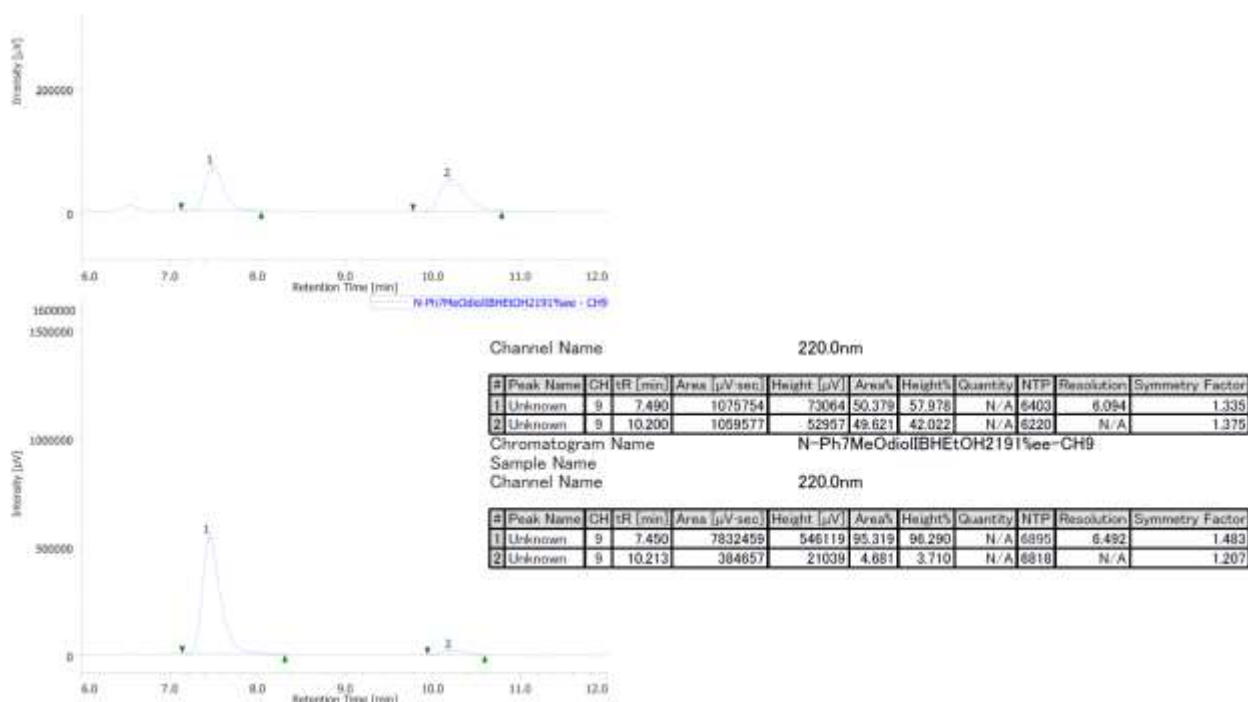 Intensity [µV]
200000
0
1
2
6.0 7.0 8.0 9.0 10.0 11.0 12.0
Retention Time [min]
N-Ph7MeOdiolIBHEtOH2191%ee - CH9
1600000
1500000
1000000
500000
0
Intensity [µV]
1
2
6.0 7.0 8.0 9.0 10.0 11.0 12.0
Retention Time [min]
Channel Name 220.0nm
# Peak Name CH tR [min] Area [µV·sec] Height [µV] Area% Height% Quantity NTP Resolution Symmetry Factor
1 Unknown 9 7.490 1075754 73064 50.379 57.978 N/A 6403 6.094 1.335
2 Unknown 9 10.200 1059577 52957 49.621 42.022 N/A 6220 N/A 1.375
Chromatogram Name N-Ph7MeOdiolIBHEtOH2191%ee-CH9
Sample Name
Channel Name 220.0nm
# Peak Name CH tR [min] Area [µV·sec] Height [µV] Area% Height% Quantity NTP Resolution Symmetry Factor
1 Unknown 9 7.450 7832459 546119 95.319 96.290 N/A 6895 6.492 1.483
2 Unknown 9 10.213 384657 21039 4.681 3.710 N/A 6818 N/A 1.207